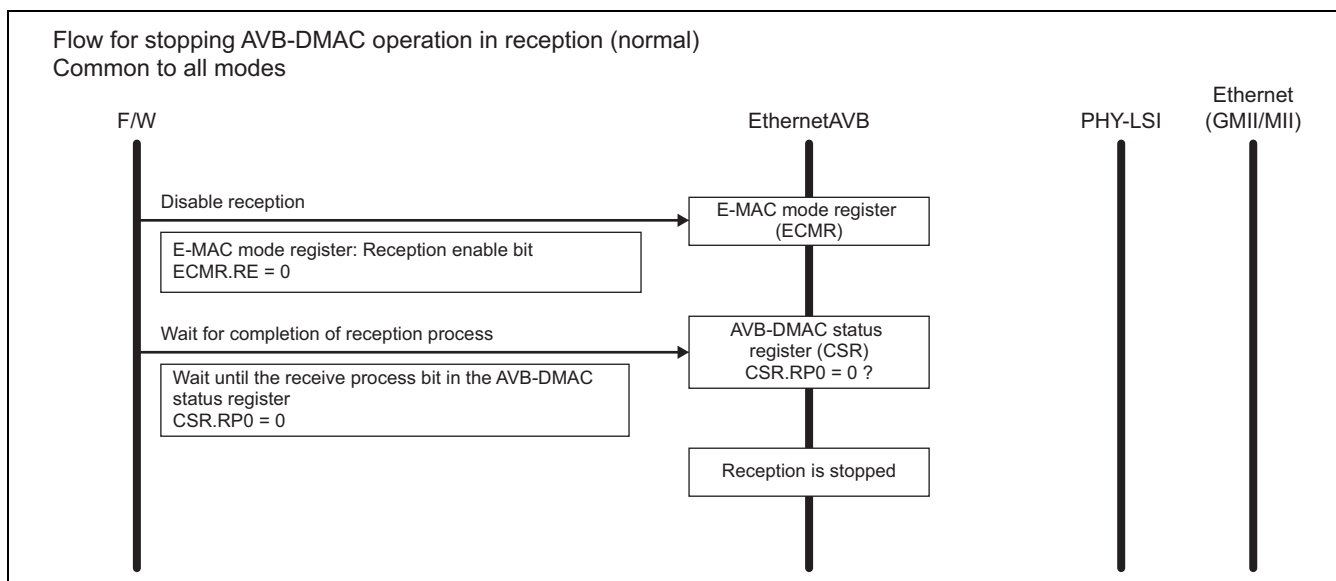 Flow for stopping AVB-DMAC operation in reception (normal)
Common to all modes
F/W
EthernetAVB
PHY-LSI
Ethernet
(GMII/MII)
Disable reception
E-MAC mode register: Reception enable bit
ECMR.RE = 0
E-MAC mode register
(ECMR)
Wait for completion of reception process
Wait until the receive process bit in the AVB-DMAC
status register
CSR.RP0 = 0
AVB-DMAC status
register (CSR)
CSR.RP0 = 0 ?
Reception is stopped